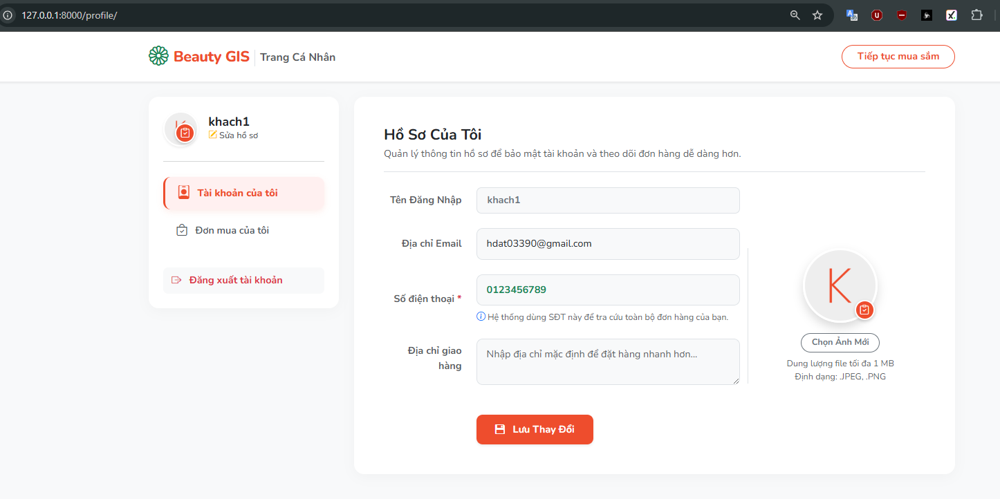 127.0.0.1:8000/profile/
Beauty GIS
Trang Cá Nhân
Tiếp tục mua sắm
K
khach1
Sửa hồ sơ
Tài khoản của tôi
Đơn mua của tôi
Đăng xuất tài khoản
Hồ Sơ Của Tôi
Quản lý thông tin hồ sơ để bảo mật tài khoản và theo dõi đơn hàng dễ dàng hơn.
Tên Đăng Nhập
khach1
Địa chỉ Email
hdat03390@gmail.com
Số điện thoại *
0123456789
Hệ thống dùng SĐT này để tra cứu toàn bộ đơn hàng của bạn.
Địa chỉ giao
hàng
Nhập địa chỉ mặc định để đặt hàng nhanh hơn...
Lưu Thay Đổi
K
Chọn Ảnh Mới
Dung lượng file tối đa 1 MB
Định dạng: .JPEG, .PNG